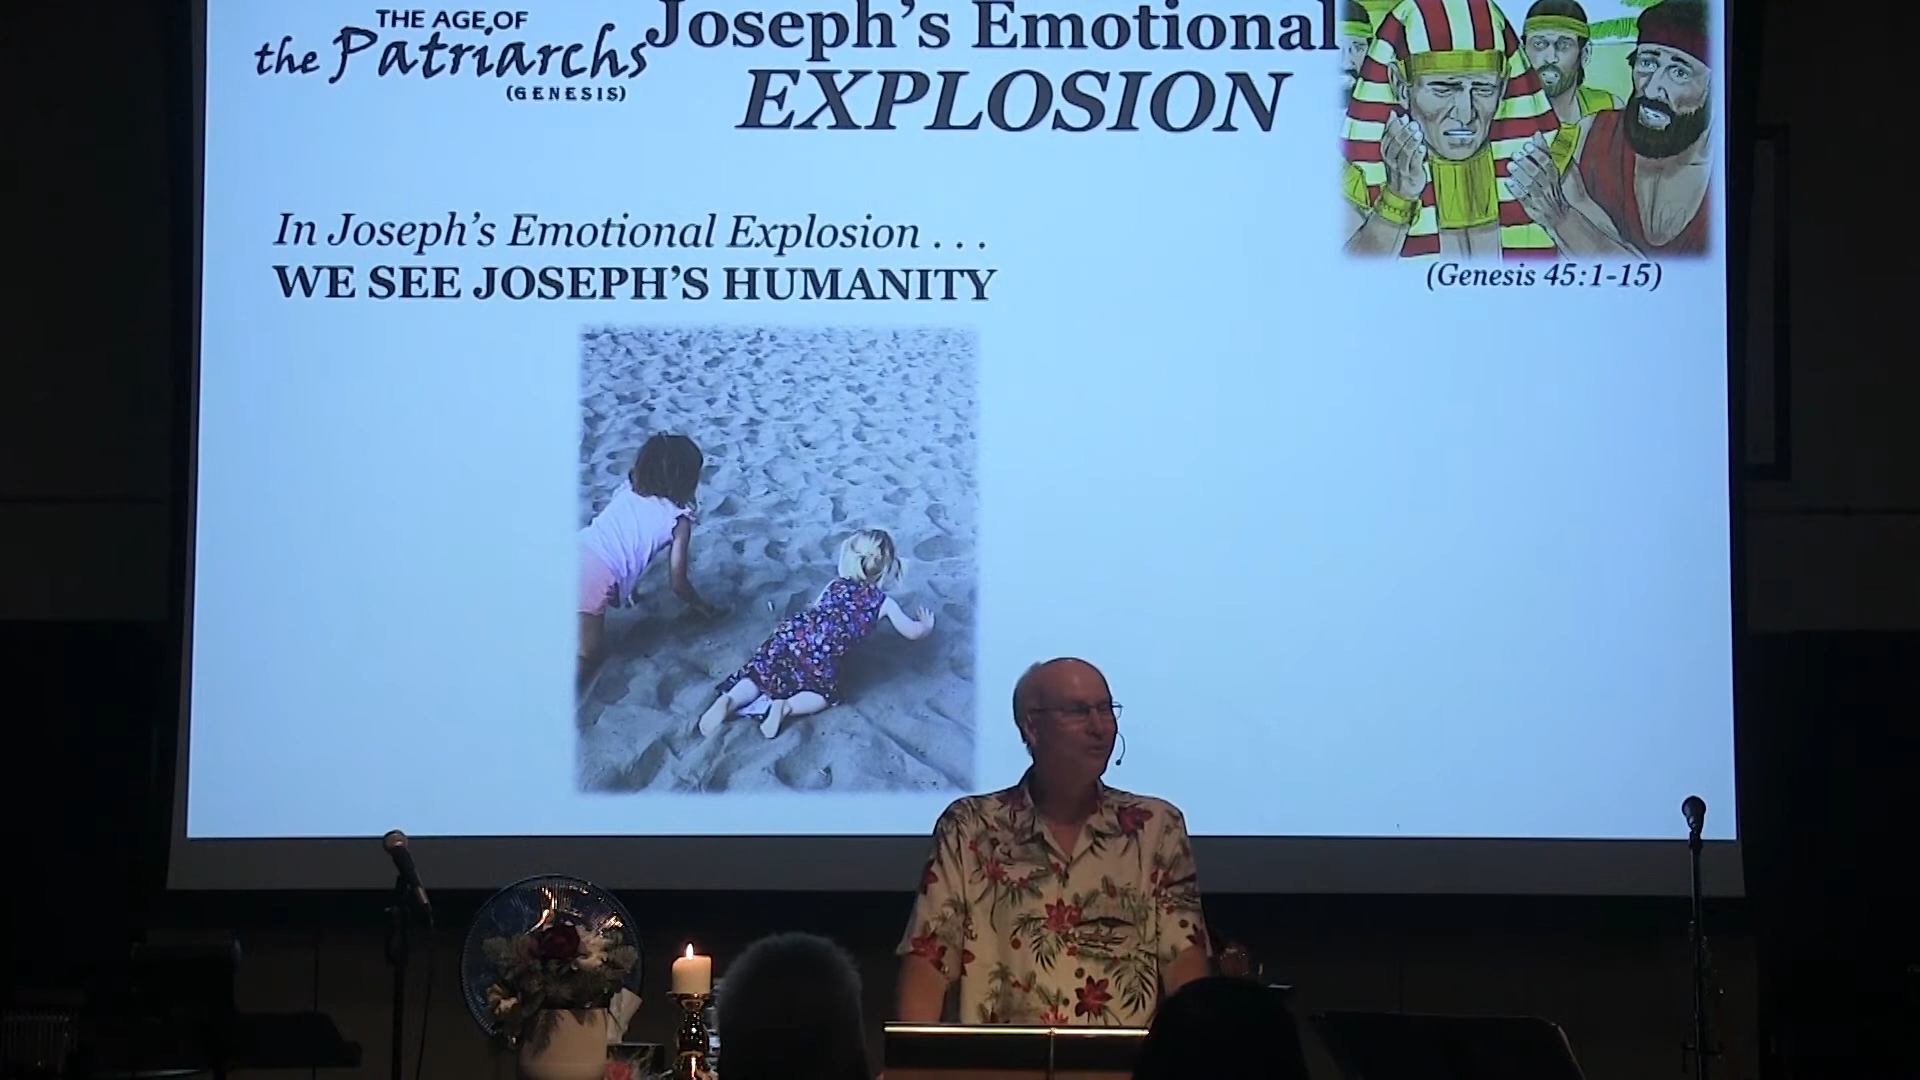 THE AGE OF
the Patriarchs
(GENESIS)
Joseph's Emotional
EXPLOSION
(Genesis 45:1-15)
In Joseph's Emotional Explosion . . .
WE SEE JOSEPH'S HUMANITY